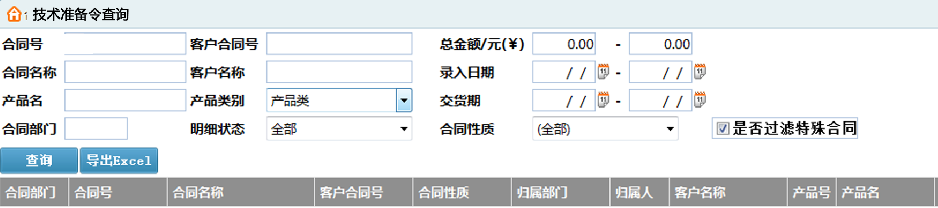 技术准备令查询
合同号 客户合同号 总金额/元(¥) 0.00 - 0.00
合同名称 客户名称 录入日期 / / - / /
产品名 产品类别 产品类 交货期 / / - / /
合同部门 明细状态 全部 合同性质 (全部) 是否过滤特殊合同
查询 导出Excel
合同部门 合同号 合同名称 客户合同号 合同性质 归属部门 归属人 客户名称 产品号 产品名